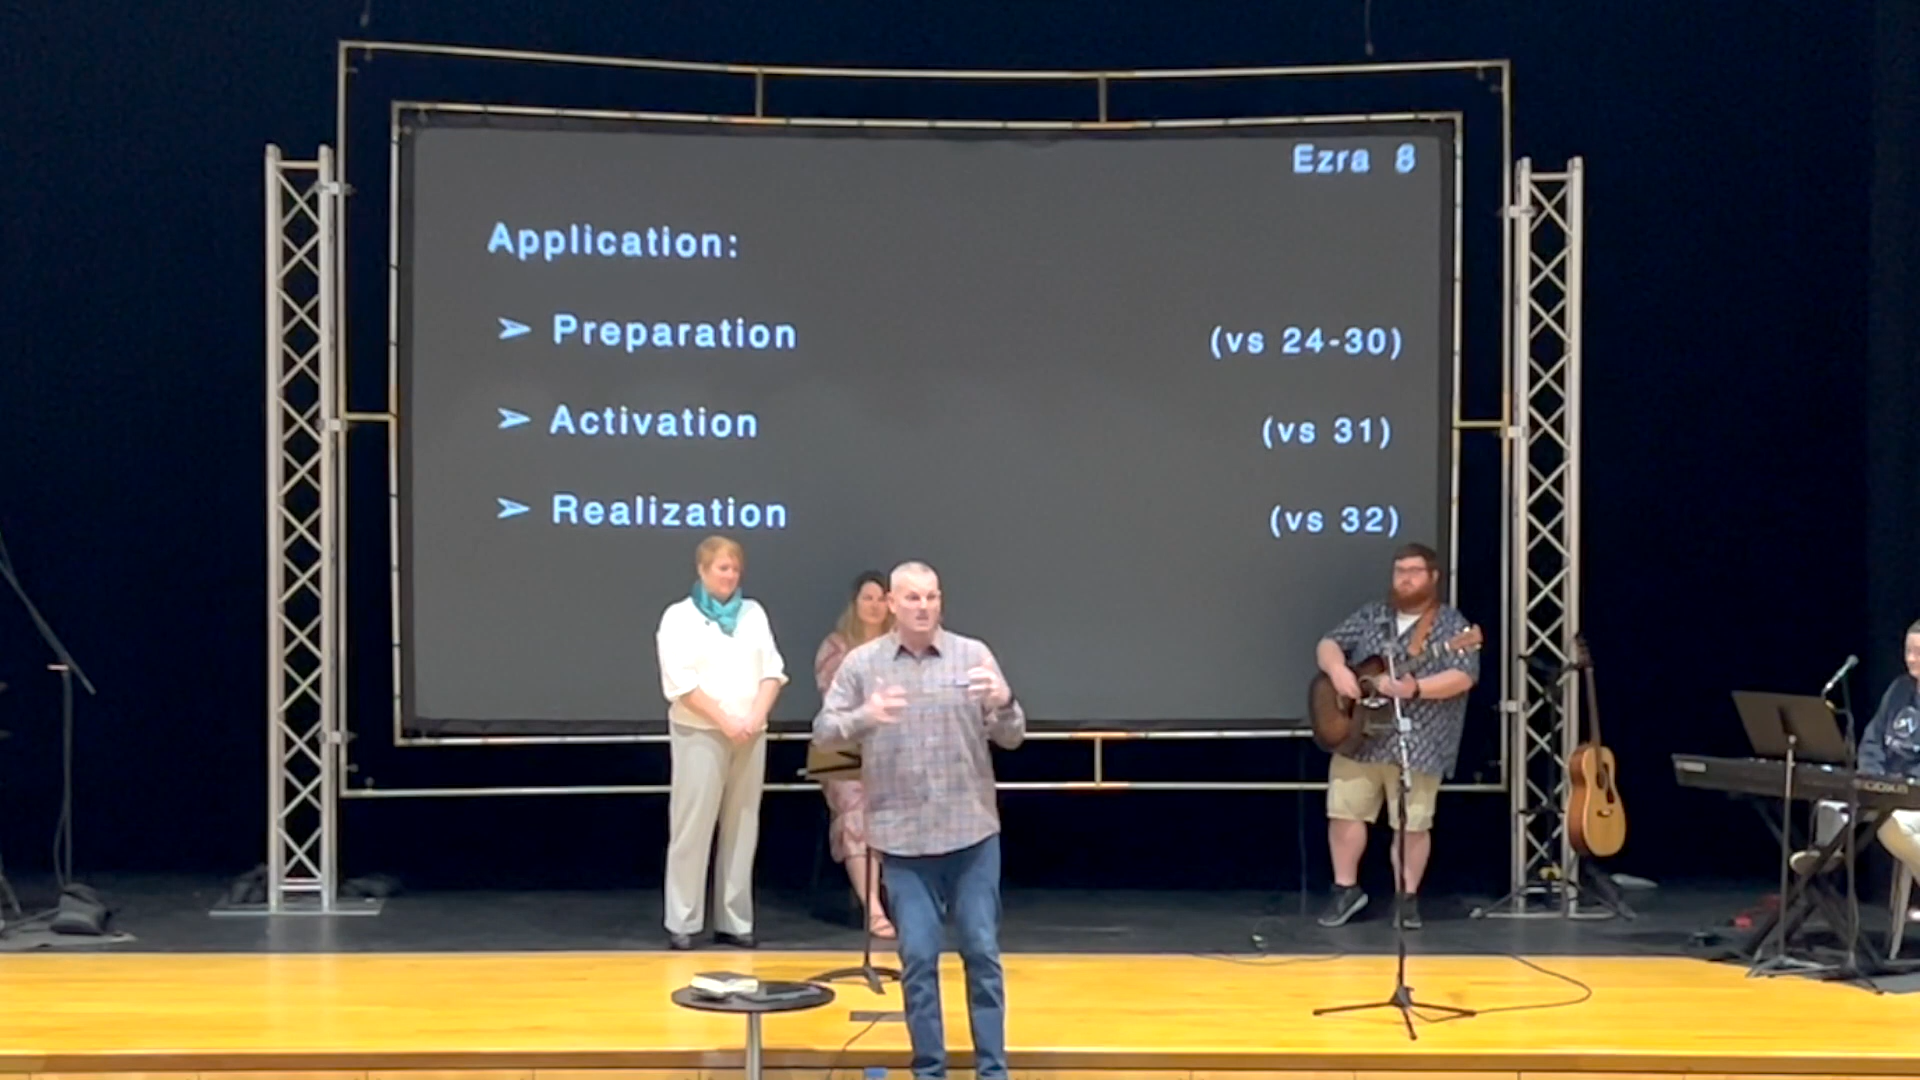 Ezra 8
Application:
➢ Preparation (vs 24-30)
➢ Activation (vs 31)
➢ Realization (vs 32)